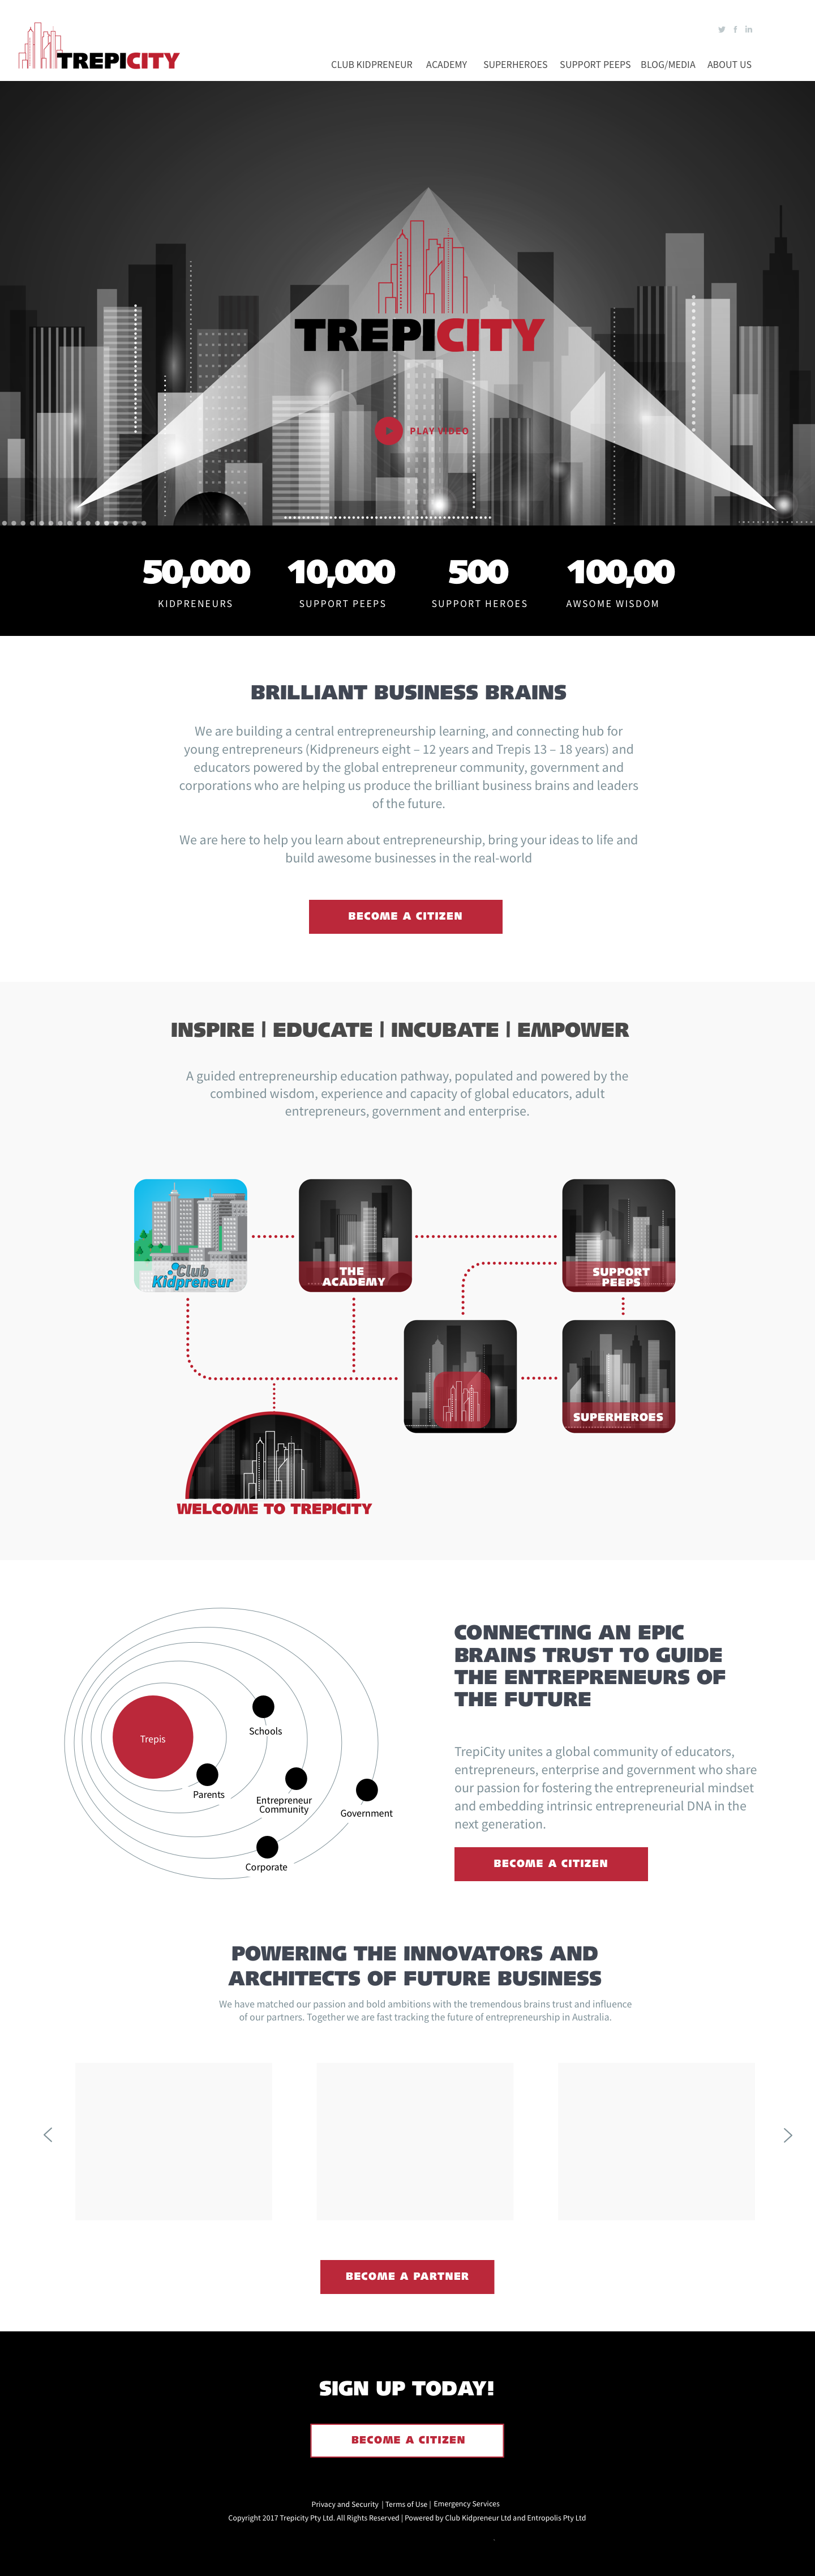 TREPICITY
CLUB KIDPRENEUR ACADEMY SUPERHEROES SUPPORT PEEPS BLOG/MEDIA ABOUT US
TREPICITY
PLAY VIDEO
50,000 10,000 500 100,00
KIDPRENEURS SUPPORT PEEPS SUPPORT HEROES AWSOME WISDOM
BRILLIANT BUSINESS BRAINS
We are building a central entrepreneurship learning, and connecting hub for
young entrepreneurs (Kidpreneurs eight – 12 years and Trepis 13 – 18 years) and
educators powered by the global entrepreneur community, government and
corporations who are helping us produce the brilliant business brains and leaders
of the future.
We are here to help you learn about entrepreneurship, bring your ideas to life and
build awesome businesses in the real-world
BECOME A CITIZEN
INSPIRE | EDUCATE | INCUBATE | EMPOWER
A guided entrepreneurship education pathway, populated and powered by the
combined wisdom, experience and capacity of global educators, adult
entrepreneurs, government and enterprise.
Club
Kidpreneur
THE
ACADEMY
SUPPORT
PEEPS
SUPERHEROES
WELCOME TO TREPICITY
Trepis
Schools
Parents
Entrepreneur
Community
Government
Corporate
CONNECTING AN EPIC
BRAINS TRUST TO GUIDE
THE ENTREPRENEURS OF
THE FUTURE
TrepiCity unites a global community of educators,
entrepreneurs, enterprise and government who share
our passion for fostering the entrepreneurial mindset
and embedding intrinsic entrepreneurial DNA in the
next generation.
BECOME A CITIZEN
POWERING THE INNOVATORS AND
ARCHITECTS OF FUTURE BUSINESS
We have matched our passion and bold ambitions with the tremendous brains trust and influence
of our partners. Together we are fast tracking the future of entrepreneurship in Australia.
BECOME A PARTNER
SIGN UP TODAY!
BECOME A CITIZEN
Privacy and Security | Terms of Use | Emergency Services
Copyright 2017 Trepicity Pty Ltd. All Rights Reserved | Powered by Club Kidpreneur Ltd and Entropolis Pty Ltd